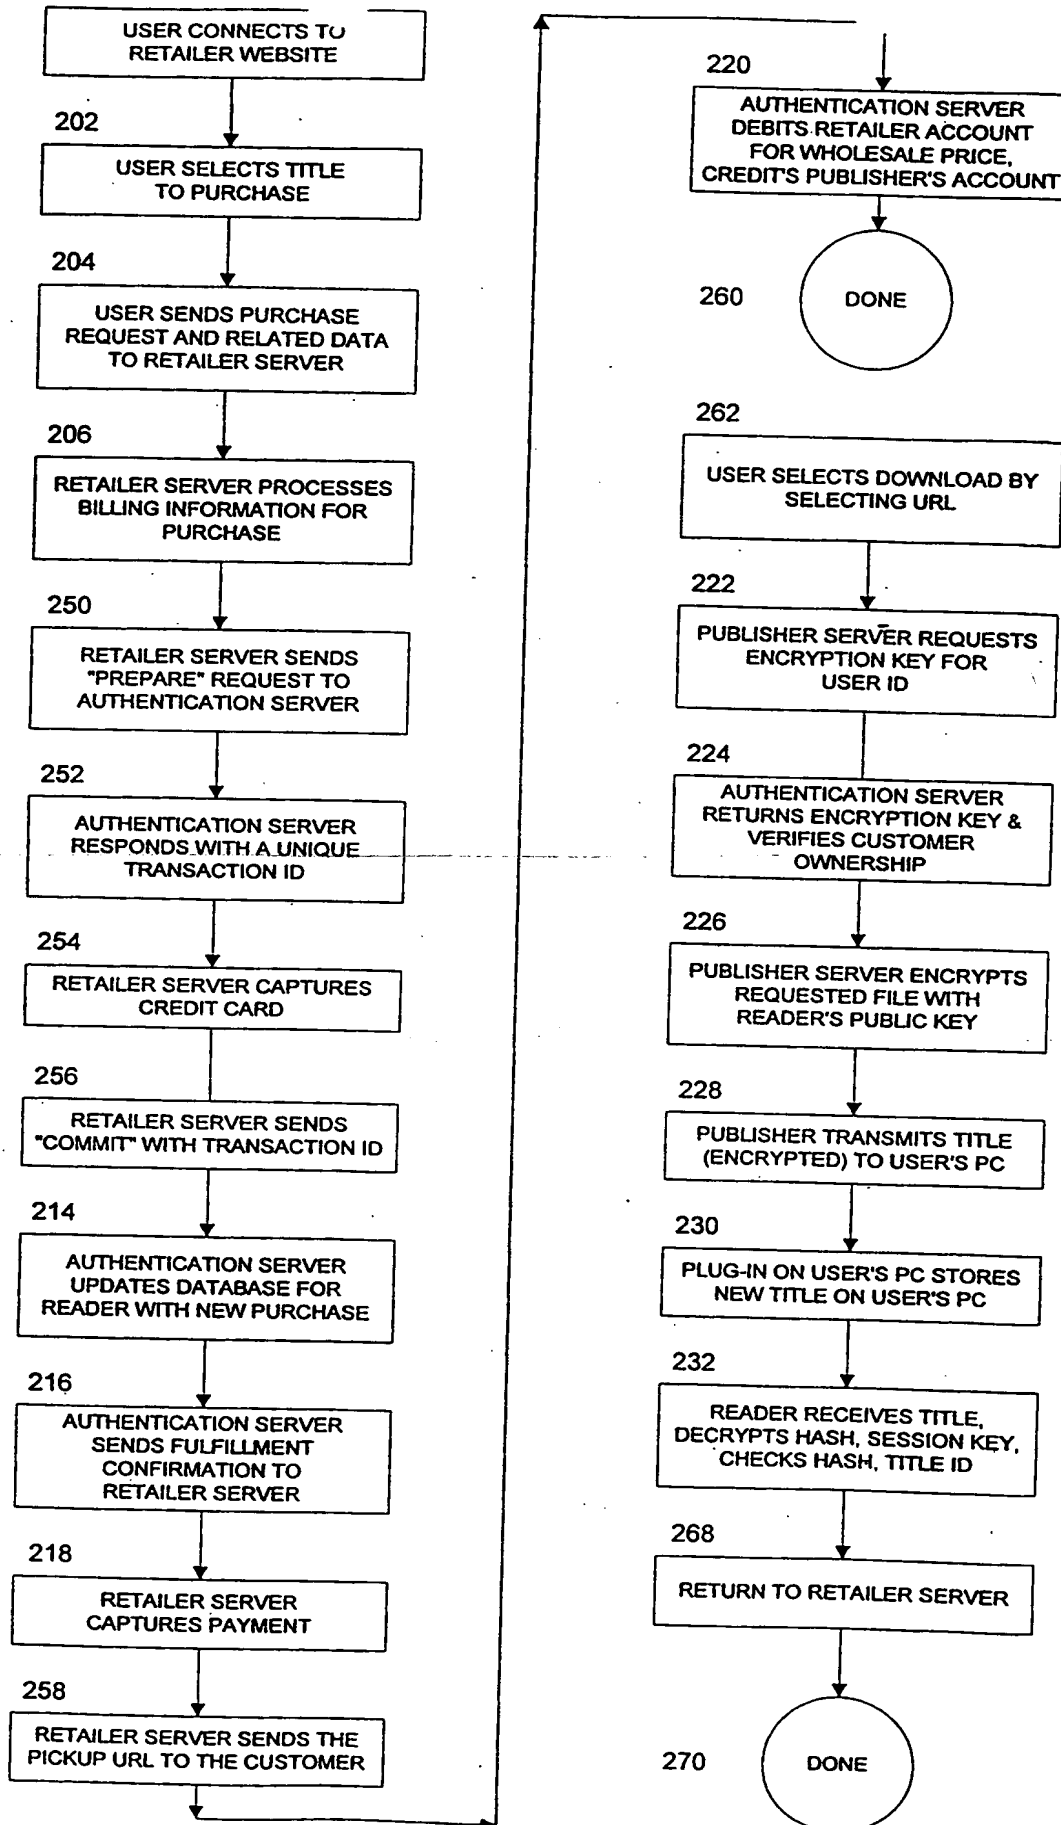 USER CONNECTS TO
RETAILER WEBSITE
202
USER SELECTS TITLE
TO PURCHASE
204
USER SENDS PURCHASE
REQUEST AND RELATED DATA
TO RETAILER SERVER
206
RETAILER SERVER PROCESSES
BILLING INFORMATION FOR
PURCHASE
250
RETAILER SERVER SENDS
"PREPARE" REQUEST TO
AUTHENTICATION SERVER
252
AUTHENTICATION SERVER
RESPONDS WITH A UNIQUE
TRANSACTION ID
254
RETAILER SERVER CAPTURES
CREDIT CARD
256
RETAILER SERVER SENDS
"COMMIT" WITH TRANSACTION ID
214
AUTHENTICATION SERVER
UPDATES DATABASE FOR
READER WITH NEW PURCHASE
216
AUTHENTICATION SERVER
SENDS FULFILLMENT
CONFIRMATION TO
RETAILER SERVER
218
RETAILER SERVER
CAPTURES PAYMENT
258
RETAILER SERVER SENDS THE
PICKUP URL TO THE CUSTOMER
220
AUTHENTICATION SERVER
DEBITS RETAILER ACCOUNT
FOR WHOLESALE PRICE,
CREDIT'S PUBLISHER'S ACCOUNT
260
DONE
262
USER SELECTS DOWNLOAD BY
SELECTING URL
222
PUBLISHER SERVER REQUESTS
ENCRYPTION KEY FOR
USER ID
224
AUTHENTICATION SERVER
RETURNS ENCRYPTION KEY &
VERIFIES CUSTOMER
OWNERSHIP
226
PUBLISHER SERVER ENCRYPTS
REQUESTED FILE WITH
READER'S PUBLIC KEY
228
PUBLISHER TRANSMITS TITLE
(ENCRYPTED) TO USER'S PC
230
PLUG-IN ON USER'S PC STORES
NEW TITLE ON USER'S PC
232
READER RECEIVES TITLE,
DECRYPTS HASH, SESSION KEY,
CHECKS HASH, TITLE ID
268
RETURN TO RETAILER SERVER
270
DONE